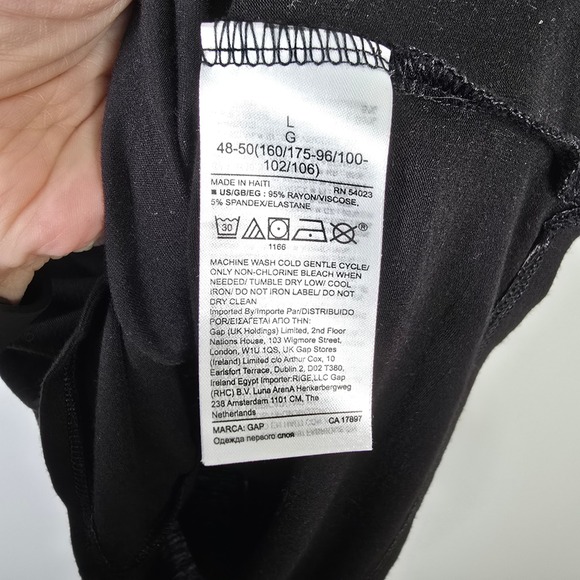 L
G
48-50(160/175-96/100-
102/106)
MADE IN HAITI RN 54023
■ US/GB/EG : 95% RAYON/VISCOSE,
5% SPANDEX/ELASTANE
30
®
1166
MACHINE WASH COLD GENTLE CYCLE/
ONLY NON-CHLORINE BLEACH WHEN
NEEDED/ TUMBLE DRY LOW/ COOL
IRON/ DO NOT IRON LABEL/ DO NOT
DRY CLEAN
Imported By/Importe Par/DISTRIBUIDO
POR/ΕΙΣΑΓΕΤΑΙ ΑΠΟ ΤΗΝ :
Gap (UK Holdings) Limited, 2nd Floor
Nations House, 103 Wigmore Street,
London, W1U 1QS, UK Gap Stores
(Ireland) Limited c/o Arthur Cox, 10
Earlsfort Terrace, Dublin 2, D02 T380,
Ireland Egypt Importer:RIGE,LLC Gap
(RHC) B.V. Luna ArenA Herikerbergweg
238 Amsterdam 1101 CM, The
Netherlands
MARCA: GAP CA 17897
Одежда первого слоя